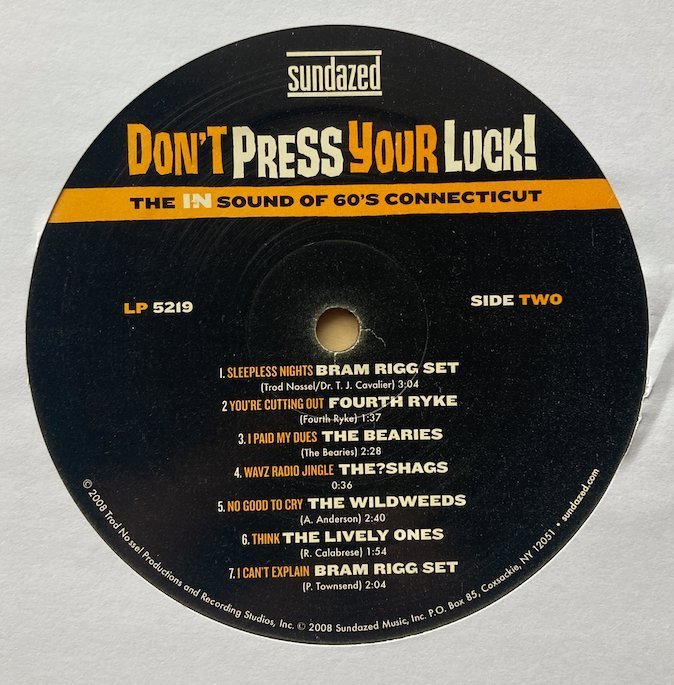 sundazed
DON'T PRESS YOUR LUCK!
THE IN SOUND OF 60'S CONNECTICUT
LP 5219
SIDE TWO
1. SLEEPLESS NIGHTS BRAM RIGG SET
(Trod Nossel/Dr. T. J. Cavalier) 3:04
2 YOU'RE CUTTING OUT FOURTH RYKE
(Fourth Ryke) 1:37
3. I PAID MY DUES THE BEARIES
(The Bearies) 2:28
4. WAVZ RADIO JINGLE THE?SHAGS
0:36
5. NO GOOD TO CRY THE WILDWEEDS
(A. Anderson) 2:40
6. THINK THE LIVELY ONES
(R. Calabrese) 1:54
7. I CAN'T EXPLAIN BRAM RIGG SET
(P. Townsend) 2:04
© 2008 Trod Nossel Productions and Recording Studios, Inc. © 2008 Sundazed Music, Inc. P.O. Box 85, Coxsackie, NY 12051 • sundazed.com